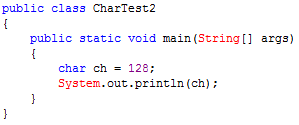 public class CharTest2
{
    public static void main(String[] args)
    {
        char ch = 128;
        System.out.println(ch);
    }
}